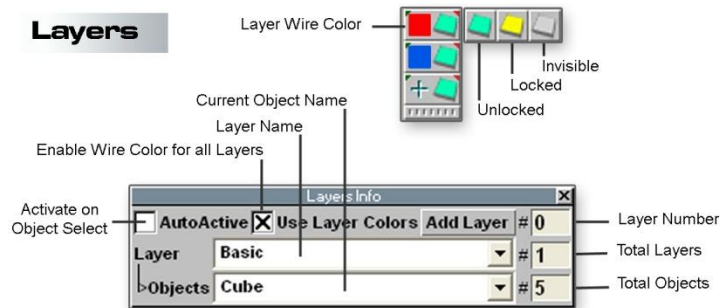 Layers
Layer Wire Color
Invisible
Locked
Unlocked
Current Object Name
Layer Name
Enable Wire Color for all Layers
Layers Info
Activate on
Object Select
AutoActive Use Layer Colors Add Layer # 0
Layer Number
Layer Basic # 1
Total Layers
Objects Cube # 5
Total Objects